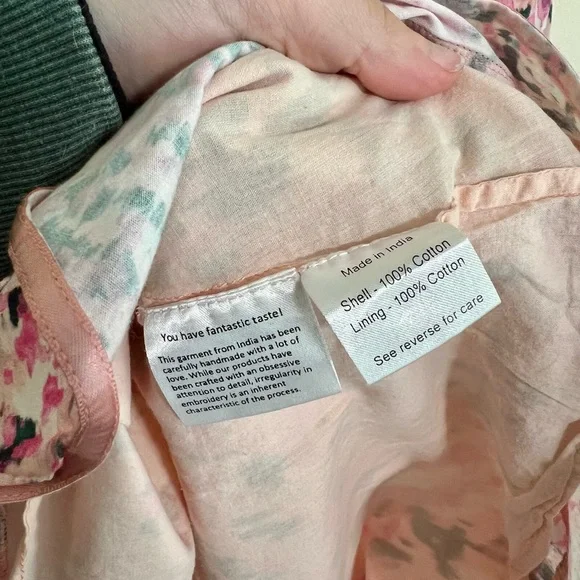 You have fantastic taste!
This garment from India has been
carefully handmade with a lot of
love. While our products have
been crafted with an obsessive
attention to detail, irregularity in
embroidery is an inherent
characteristic of the process.
Made in India
Shell - 100% Cotton
Lining - 100% Cotton
See reverse for care